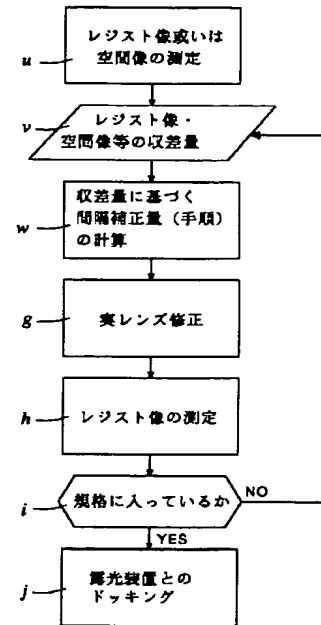 u
レジスト像或いは
空間像の測定
v
レジスト像・
空間像等の収差量
w
収差量に基づく
間隔補正量（手順）
の計算
g
実レンズ修正
h
レジスト像の測定
i
規格に入っているか
NO
YES
j
露光装置との
ドッキング